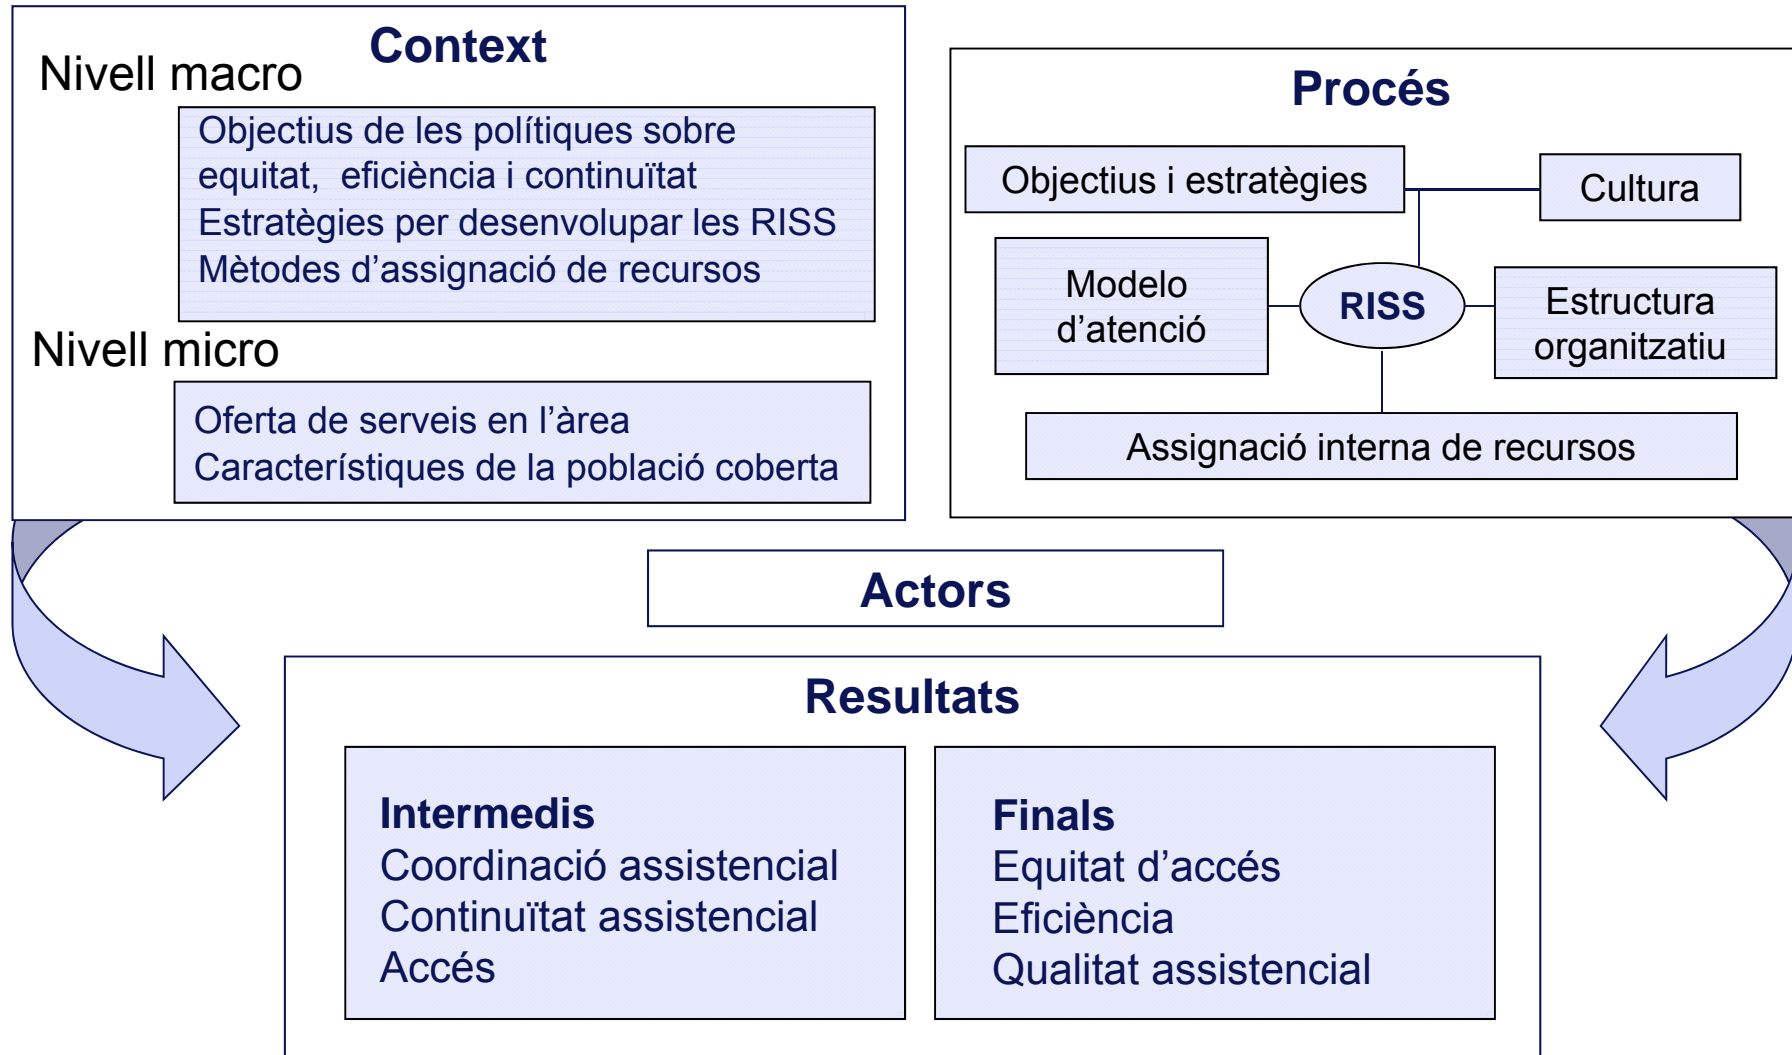 Context
Nivell macro
Objectius de les polítiques sobre
equitat, eficiència i continuïtat
Estratègies per desenvolupar les RISS
Mètodes d’assignació de recursos
Nivell micro
Oferta de serveis en l’àrea
Característiques de la població coberta
Procés
Objectius i estratègies
Cultura
Modelo
d’atenció
RISS
Estructura
organitzatiu
Assignació interna de recursos
Actors
Resultats
Intermedis
Coordinació assistencial
Continuïtat assistencial
Accés
Finals
Equitat d’accés
Eficiència
Qualitat assistencial